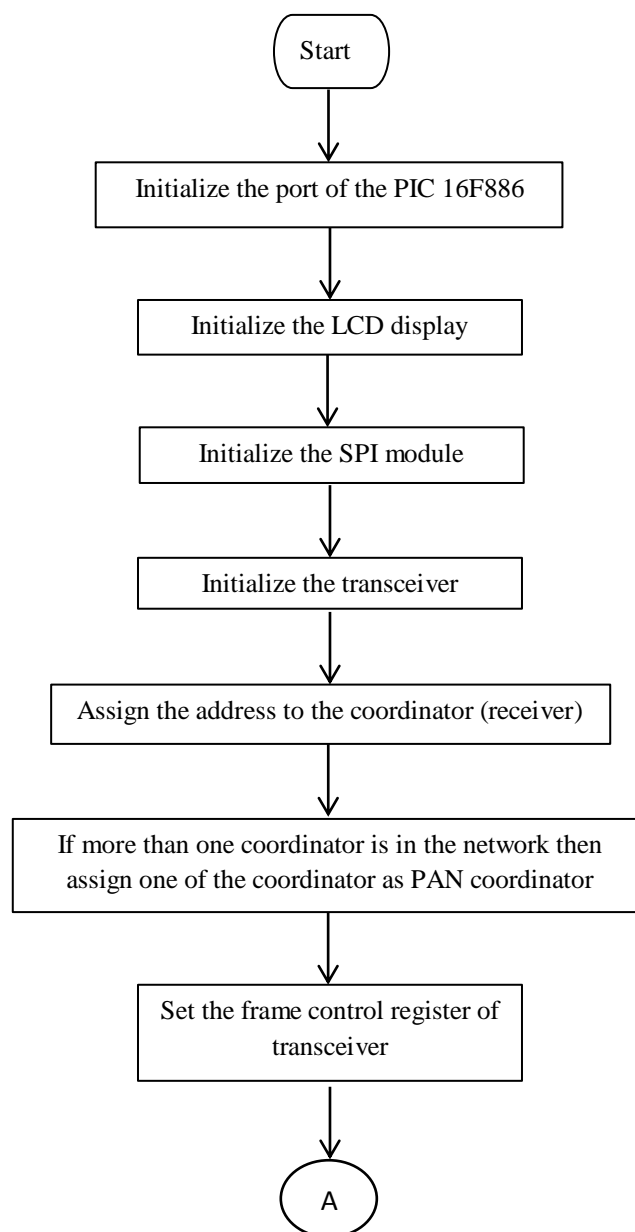 Start
Initialize the port of the PIC 16F886
Initialize the LCD display
Initialize the SPI module
Initialize the transceiver
Assign the address to the coordinator (receiver)
If more than one coordinator is in the network then
assign one of the coordinator as PAN coordinator
Set the frame control register of
transceiver
A